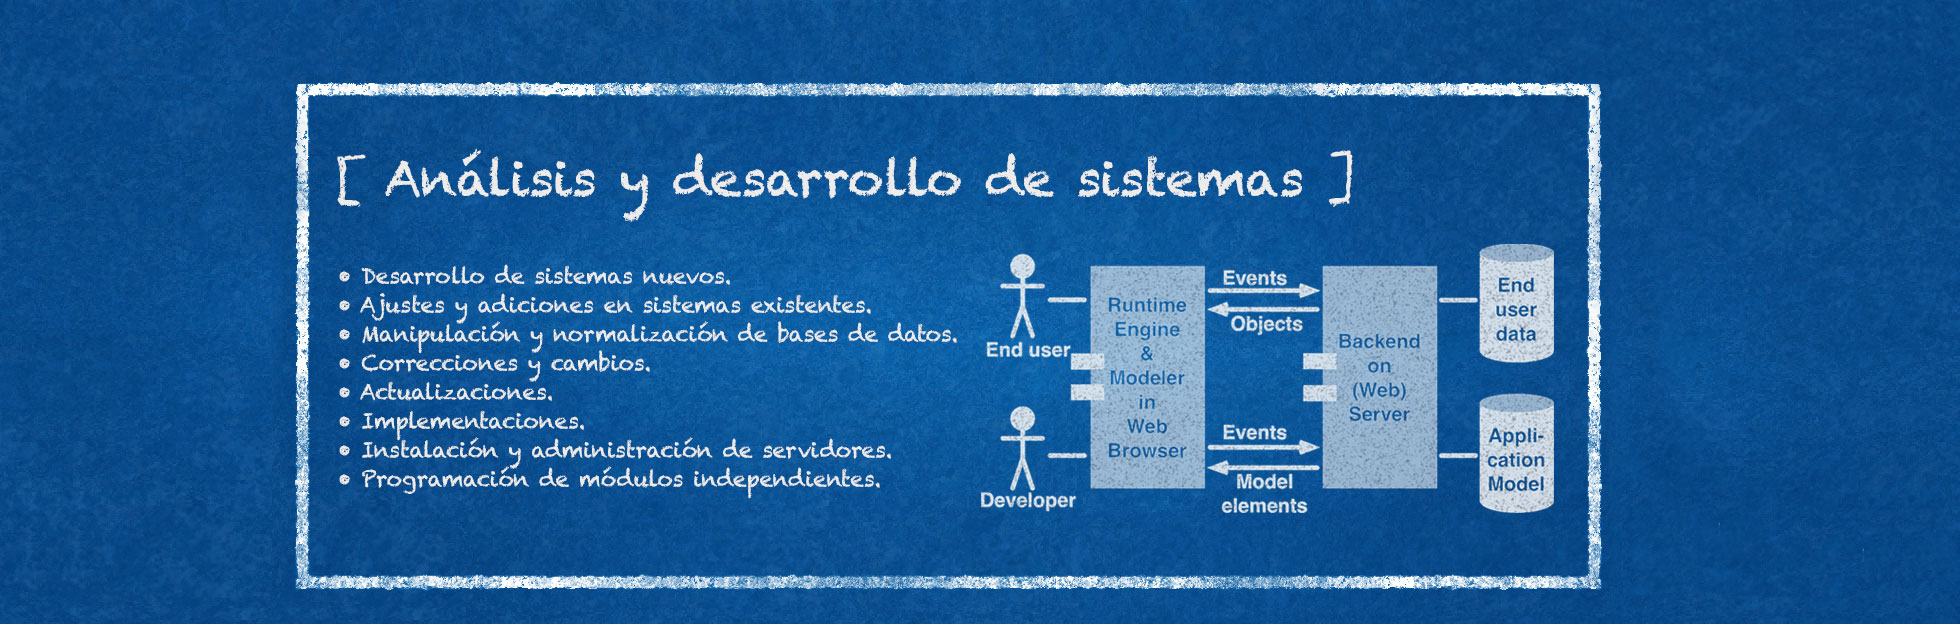 [ Análisis y desarrollo de sistemas ]
• Desarrollo de sistemas nuevos.
• Ajustes y adiciones en sistemas existentes.
• Manipulación y normalización de bases de datos.
• Correcciones y cambios.
• Actualizaciones.
• Implementaciones.
• Instalación y administración de servidores.
• Programación de módulos independientes.
End user
Developer
Runtime
Engine
&
Modeler
in
Web
Browser
Events
Objects
Events
Model
elements
Backend
on
(Web)
Server
End
user
data
Appli-
cation
Model